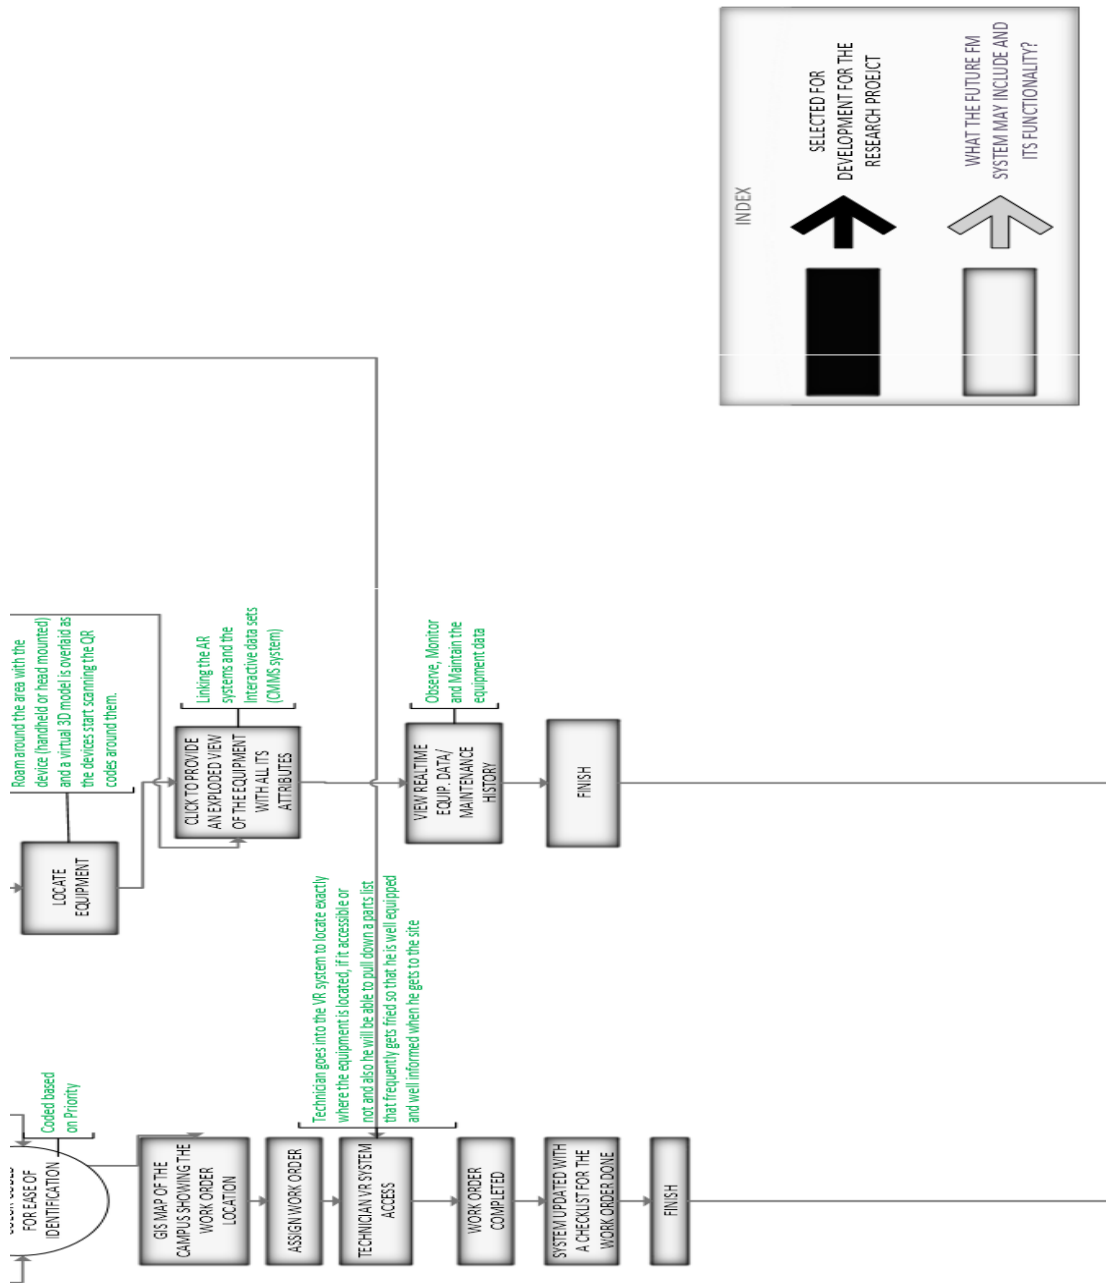 FOR EASE OF
IDENTIFICATION
Coded based
on Priority
GIS MAP OF THE
CAMPUS SHOWING THE
WORK ORDER
LOCATION
ASSIGN WORK ORDER
TECHNICIAN VR SYSTEM
ACCESS
Technician goes into the VR system to locate exactly
where the equipment is located, if it accessible or
not and also he will be able to pull down a parts list
that frequently gets fried so that he is well equipped
and well informed when he gets to the site
WORK ORDER
COMPLETED
SYSTEM UPDATED WITH
A CHECKLIST FOR THE
WORK ORDER DONE
FINISH
LOCATE
EQUIPMENT
Roam around the area with the
device (handheld or head mounted)
and a virtual 3D model is overlaid as
the devices start scanning the QR
codes around them.
CLICK TO PROVIDE
AN EXPLODED VIEW
OF THE EQUIPMENT
WITH ALL ITS
ATTRIBUTES
Linking the AR
systems and the
Interactive data sets
(CMMS system)
VIEW REALTIME
EQUIP. DATA/
MAINTENANCE
HISTORY
Observe, Monitor
and Maintain the
equipment data
FINISH
INDEX
SELECTED FOR
DEVELOPMENT FOR THE
RESEARCH PROEJCT
WHAT THE FUTURE FM
SYSTEM MAY INCLUDE AND
ITS FUNCTIONALITY?